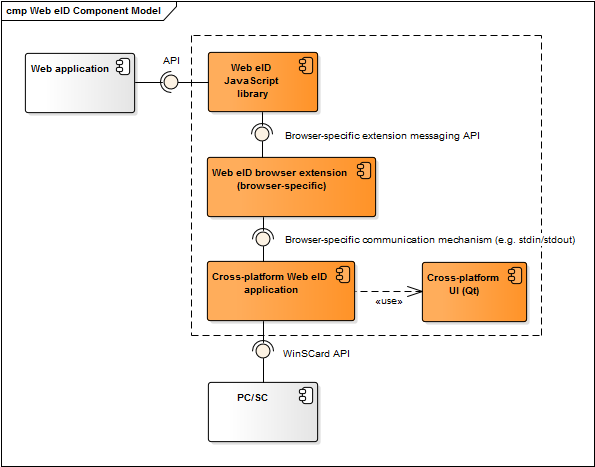 cmp Web eID Component Model
Web application
API
Web eID
JavaScript
library
Browser-specific extension messaging API
Web eID browser extension
(browser-specific)
Browser-specific communication mechanism (e.g. stdin/stdout)
Cross-platform Web eID
application
«use»
Cross-platform
UI (Qt)
WinSCard API
PC/SC